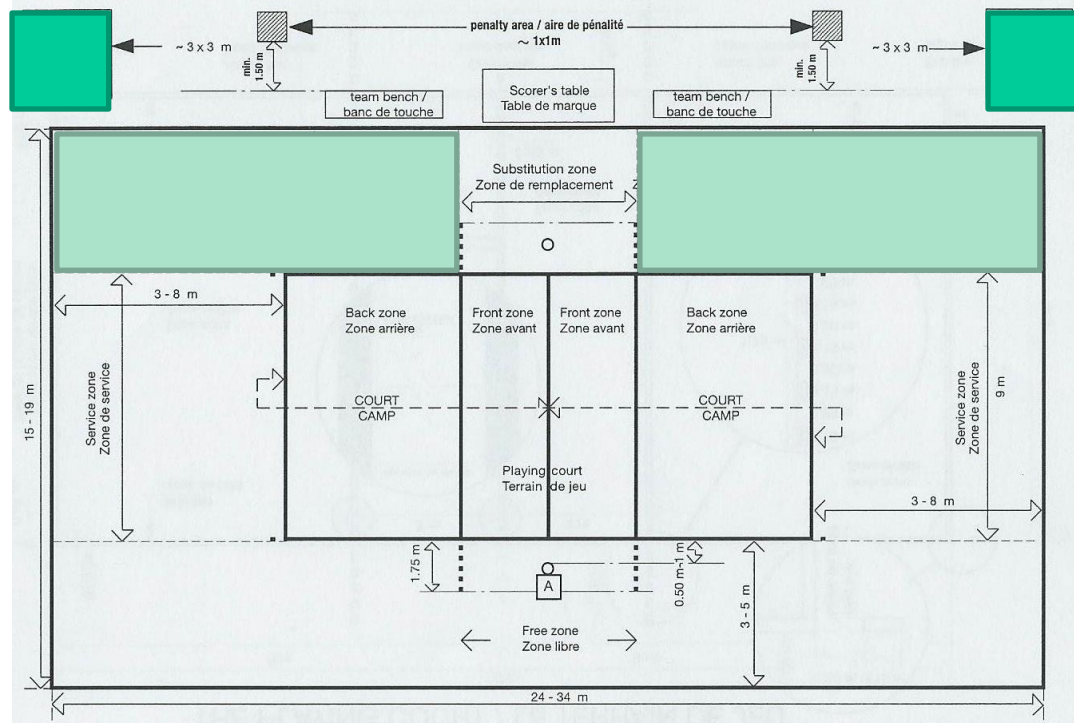 penalty area / aire de pénalité
~ 1x1m
~ 3 x 3 m
~ 3 x 3 m
min.
1.50 m
min.
1.50 m
team bench /
banc de touche
Scorer's table
Table de marque
team bench /
banc de touche
Substitution zone
Zone de remplacement
Z
3 - 8 m
Back zone
Zone arrière
Front zone
Zone avant
Front zone
Zone avant
Back zone
Zone arrière
15 - 19 m
Service zone
Zone de service
COURT
CAMP
COURT
CAMP
Service zone
Zone de service
9 m
Playing court
Terrain de jeu
3 - 8 m
1.75 m
A
0.50 m-1 m
3 - 5 m
Free zone
Zone libre
24 - 34 m